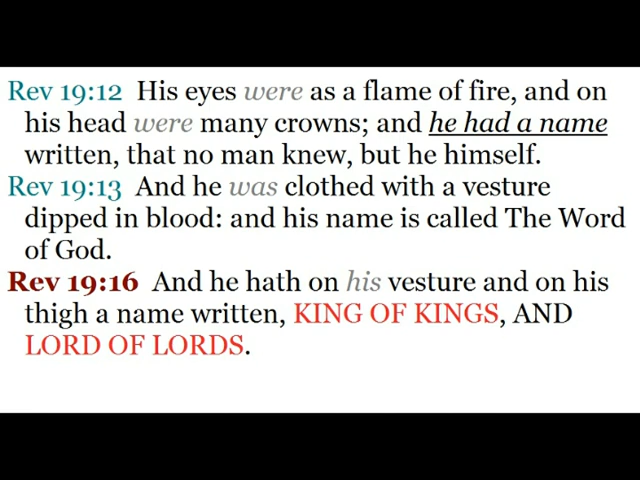 Rev 19:12 His eyes were as a flame of fire, and on
his head were many crowns; and he had a name
written, that no man knew, but he himself.
Rev 19:13 And he was clothed with a vesture
dipped in blood: and his name is called The Word
of God.
Rev 19:16 And he hath on his vesture and on his
thigh a name written, KING OF KINGS, AND
LORD OF LORDS.